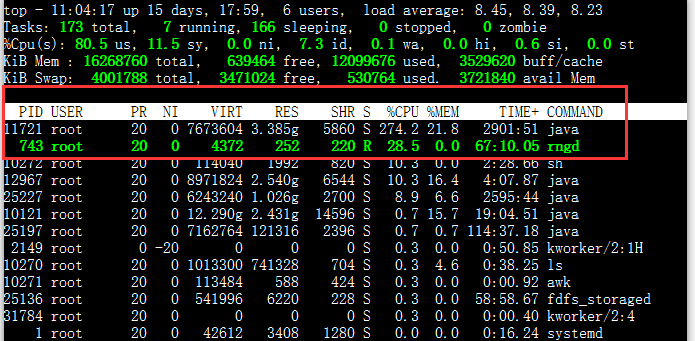 top - 11:04:17 up 15 days, 17:59,  6 users,  load average: 8.45, 8.39, 8.23
Tasks: 173 total,   7 running, 166 sleeping,   0 stopped,   0 zombie
%Cpu(s): 80.5 us, 11.5 sy,  0.0 ni,  7.3 id,  0.1 wa,  0.0 hi,  0.6 si,  0.0 st
KiB Mem : 16268760 total,   639464 free, 12099676 used,  3529620 buff/cache
KiB Swap:  4001788 total,  3471024 free,   530764 used.  3721840 avail Mem
PID USER      PR  NI    VIRT    RES    SHR S  %CPU %MEM     TIME+ COMMAND
11721 root      20   0 7673604 3.385g   5860 S 274.2 21.8   2901:51 java
743 root      20   0    4372    252    220 R  28.5  0.0  67:10.05 rngd
10272 root      20   0  114040   1992    820 S  10.3  0.0   2:28.66 sh
12967 root      20   0 8971824 2.540g   6544 S  10.3 16.4   4:07.87 java
25227 root      20   0 6243240 1.026g   2700 S   8.9  6.6   2595:44 java
10121 root      20   0 12.290g 2.431g  14596 S   0.7 15.7  19:04.51 java
25197 root      20   0 7162764 121316   2396 S   0.7  0.7 114:37.18 java
2149 root       0 -20       0      0      0 S   0.3  0.0   0:50.85 kworker/2:1H
10270 root      20   0 1013300 741328    704 S   0.3  4.6   0:38.25 ls
10271 root      20   0  113484    588    424 S   0.3  0.0   0:00.92 awk
25136 root      20   0  541996   6220    228 S   0.3  0.0  58:58.67 fdfs_storaged
31784 root      20   0       0      0      0 S   0.3  0.0   0:00.40 kworker/2:4
1 root      20   0   42612   3408   1280 S   0.0  0.0   0:16.24 systemd